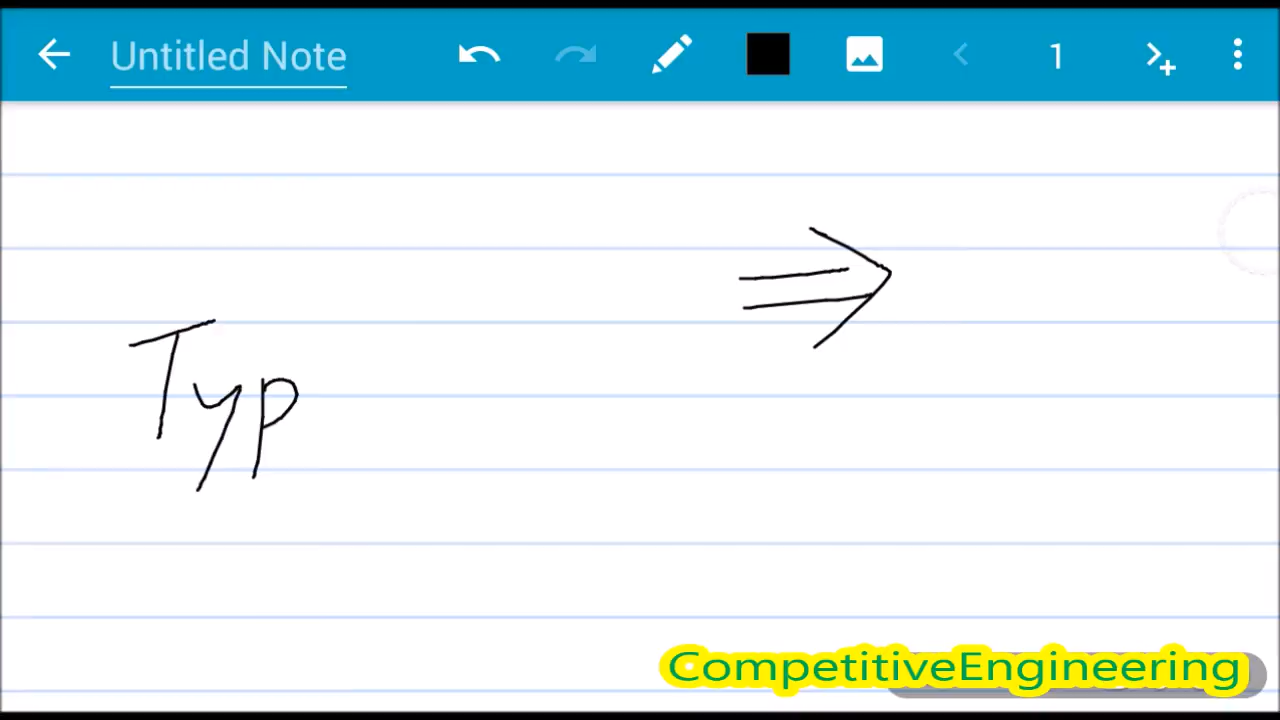 Untitled Note
1
⇒
Typ
CompetitiveEngineering